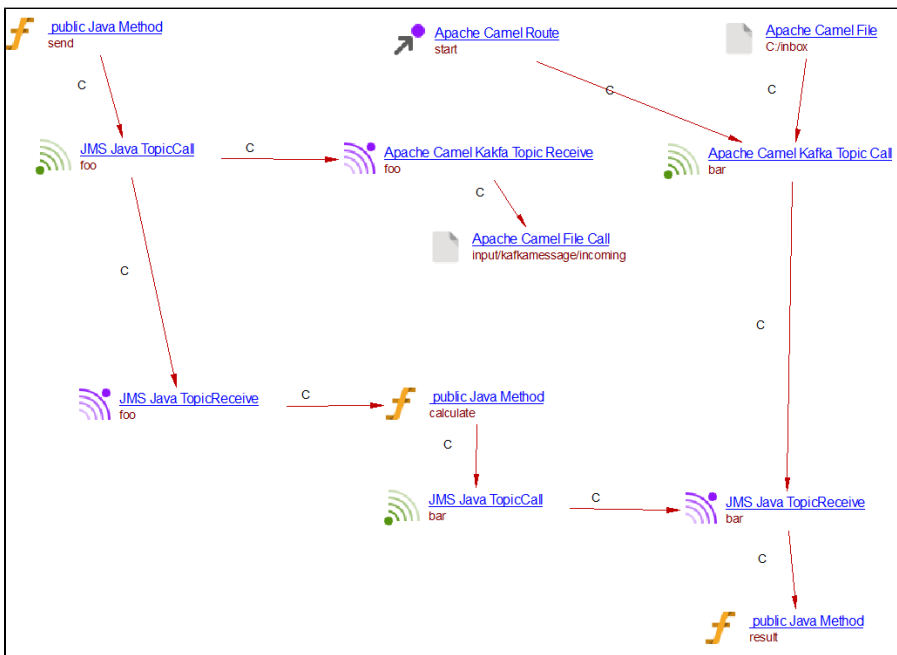 public Java Method
send
Apache Camel Route
start
Apache Camel File
C:/inbox
C
C
C
JMS Java TopicCall
foo
C
Apache Camel Kakfa Topic Receive
foo
Apache Camel Kafka Topic Call
bar
C
Apache Camel File Call
input/kafkamessage/incoming
C
C
JMS Java TopicReceive
foo
C
public Java Method
calculate
C
JMS Java TopicCall
bar
C
JMS Java TopicReceive
bar
C
public Java Method
result